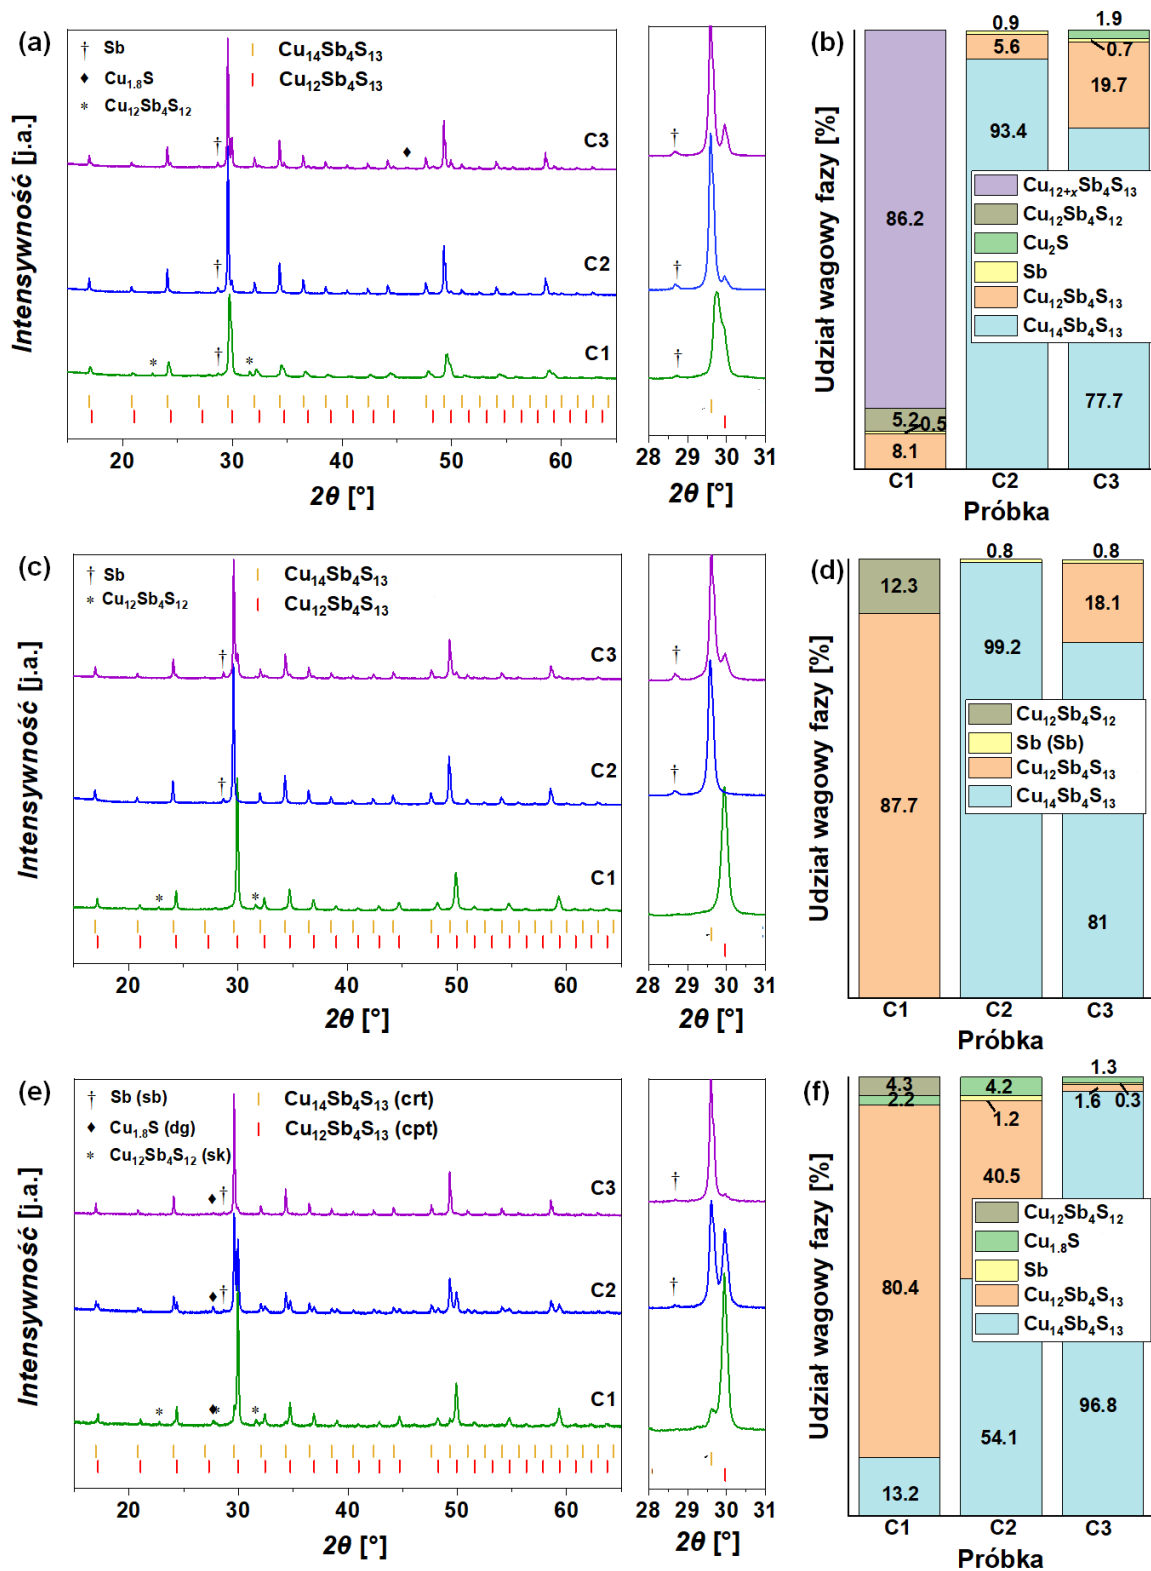 (a)
† Sb
♦ Cu1.8S
* Cu12Sb4S12
| Cu14Sb4S13
| Cu12Sb4S13
Intensywność [j.a.]
C3
C2
C1
† † † * * ♦
20 30 40 50 60
2θ [°]
† † †
28 29 30 31
2θ [°]
(b)
Udział wagowy fazy [%]
0.9 1.9
5.6 0.7
19.7
93.4
86.2
Cu12+xSb4S13
Cu12Sb4S12
Cu2S
Sb
Cu12Sb4S13
Cu14Sb4S13
77.7
5.2 0.5
8.1
C1 C2 C3
Próbka
(c)
† Sb
* Cu12Sb4S12
| Cu14Sb4S13
| Cu12Sb4S13
Intensywność [j.a.]
C3
C2
C1
† † * *
20 30 40 50 60
2θ [°]
† †
28 29 30 31
2θ [°]
(d)
Udział wagowy fazy [%]
0.8 0.8
12.3
18.1
99.2
Cu12Sb4S12
Sb (Sb)
Cu12Sb4S13
Cu14Sb4S13
87.7
81
C1 C2 C3
Próbka
(e)
† Sb (sb)
♦ Cu1.8S (dg)
* Cu12Sb4S12 (sk)
| Cu14Sb4S13 (crt)
| Cu12Sb4S13 (cpt)
Intensywność [j.a.]
C3
C2
C1
♦ † ♦ † * ♦ * *
20 30 40 50 60
2θ [°]
† †
28 29 30 31
2θ [°]
(f)
Udział wagowy fazy [%]
1.3
4.3 4.2
2.2 1.6 0.3
1.2
40.5
80.4
Cu12Sb4S12
Cu1.8S
Sb
Cu12Sb4S13
Cu14Sb4S13
96.8
54.1
13.2
C1 C2 C3
Próbka